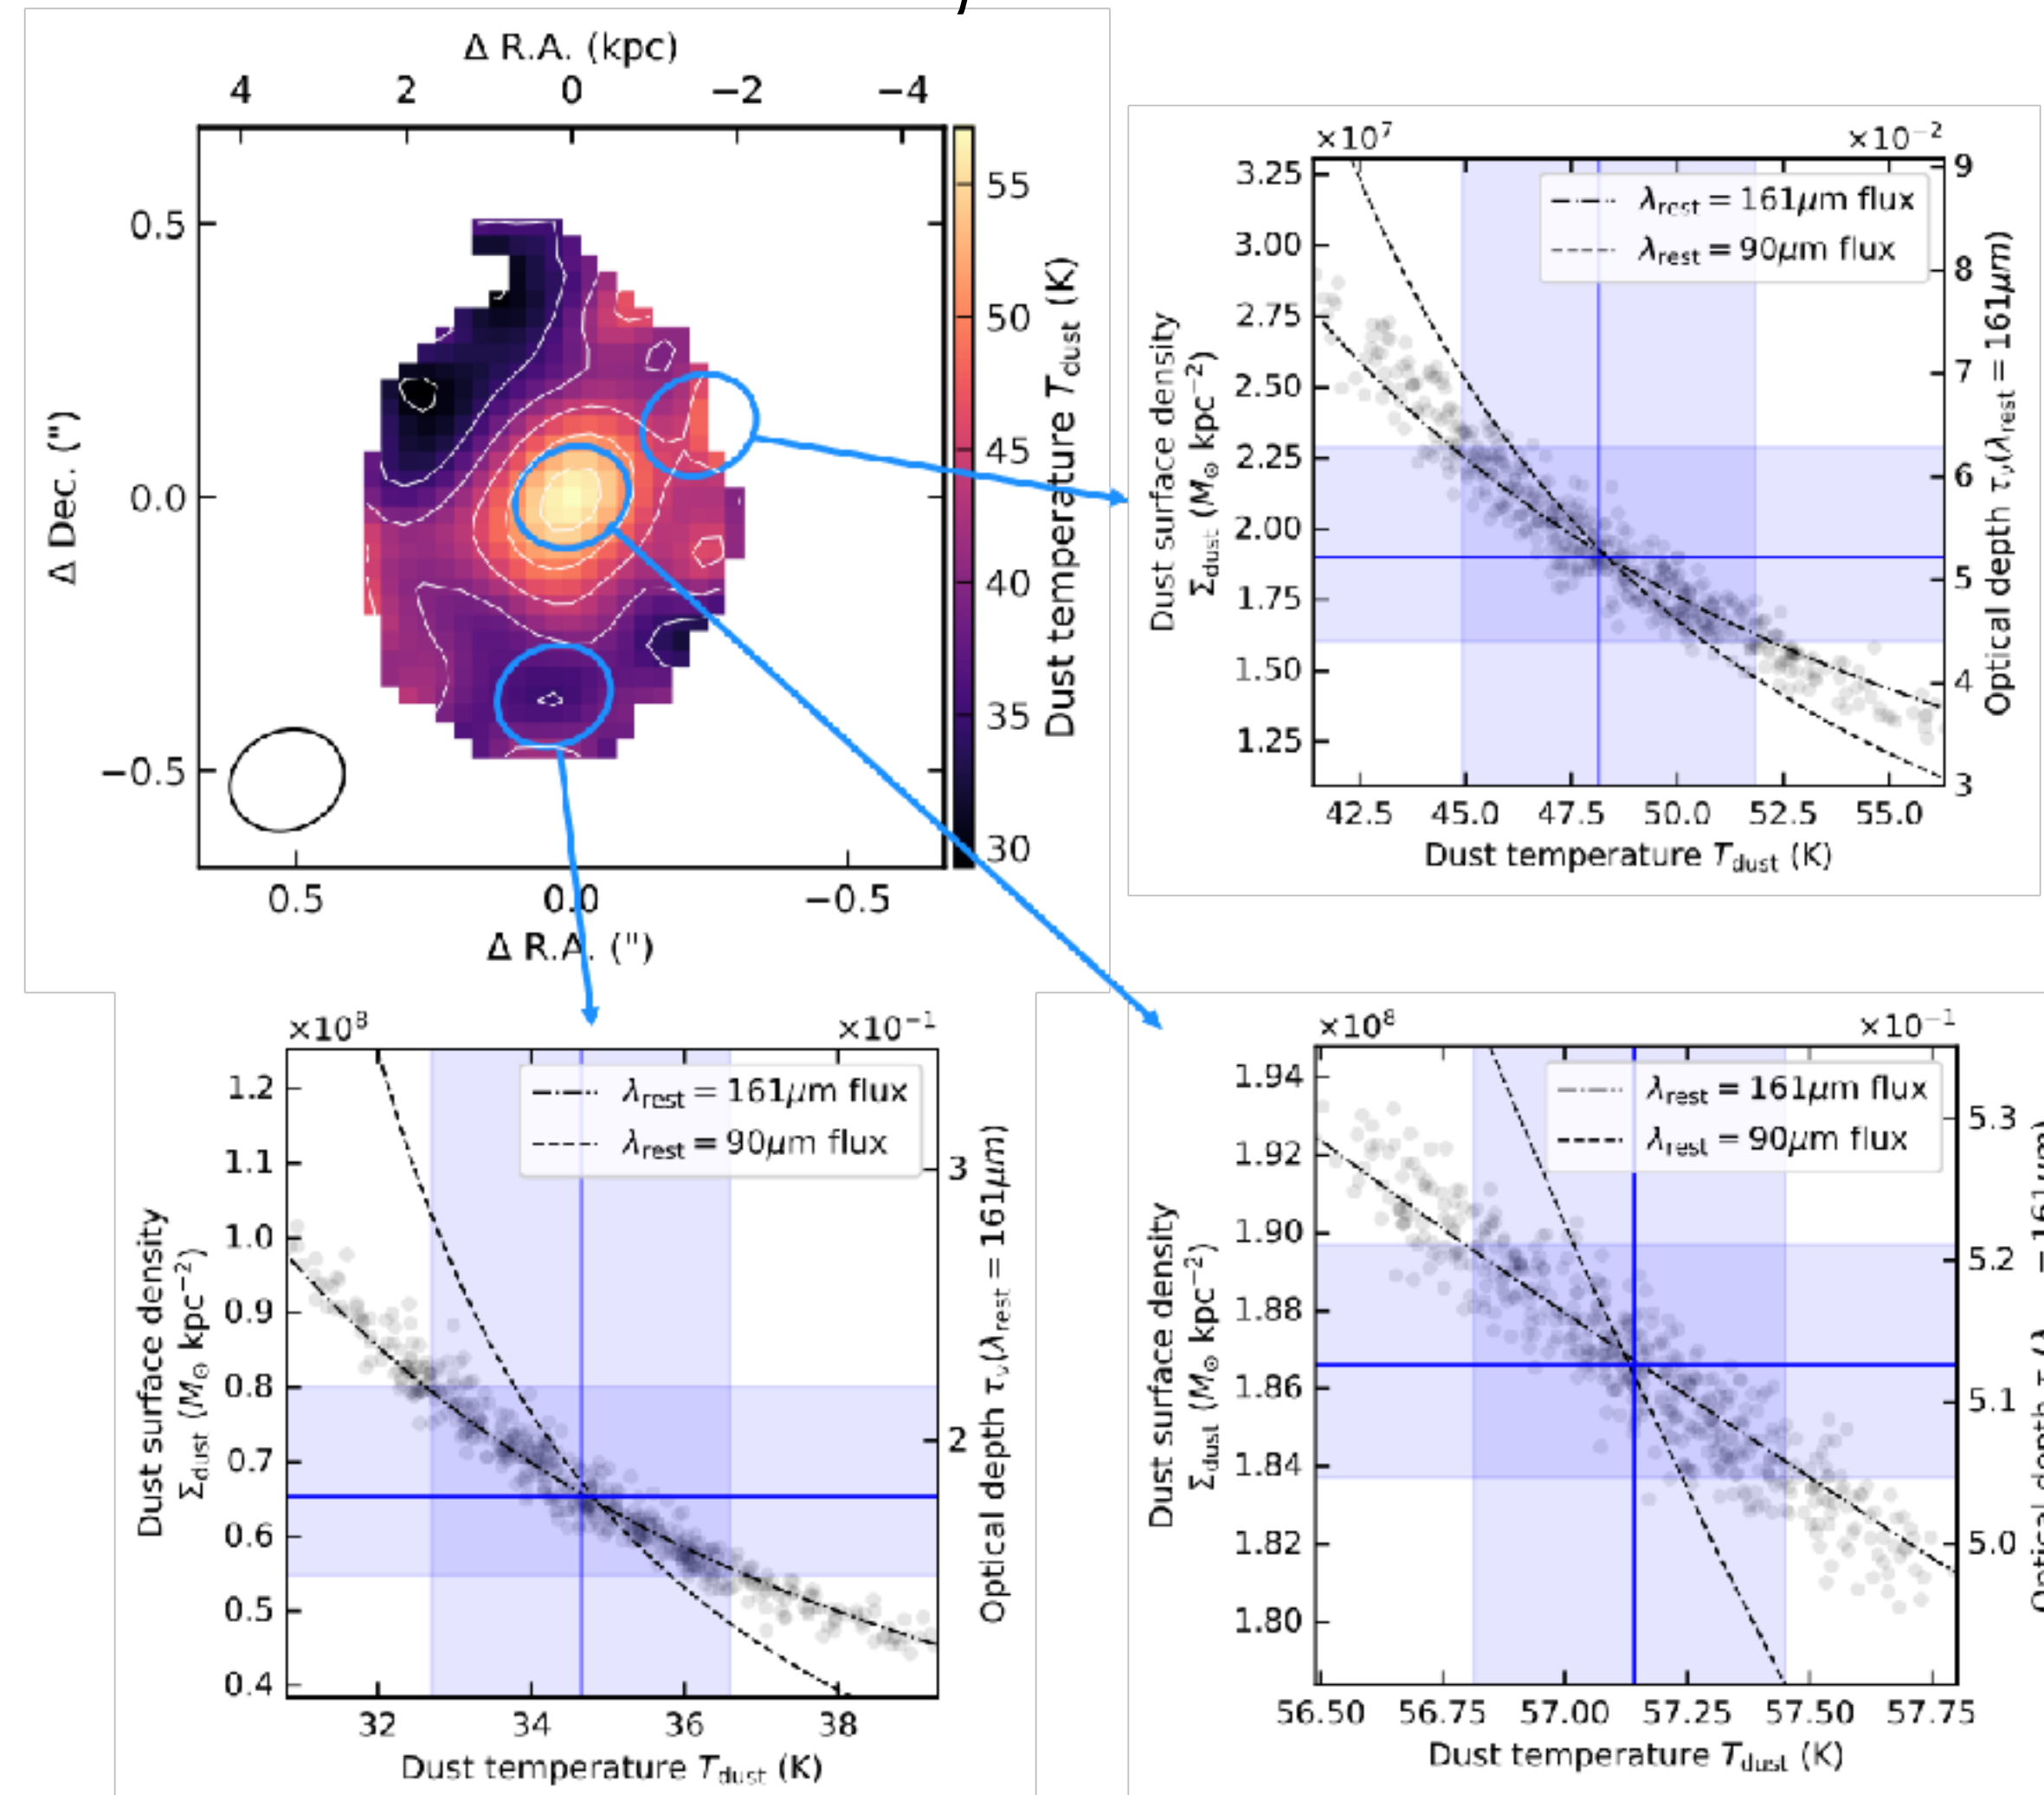 Δ R.A. (kpc)
4 2 0 −2 −4
0.5
0.0
−0.5
Δ Dec. (")
0.5 0.0 −0.5
Δ R.A. (")
55
50
45
40
35
30
Dust temperature T_dust (K)
×10⁷ ×10⁻²
λ_rest = 161μm flux
λ_rest = 90μm flux
3.25
3.00
2.75
2.50
2.25
2.00
1.75
1.50
1.25
Dust surface density
Σ_dust (M_⊙ kpc⁻²)
9
8
7
6
5
4
3
Optical depth τ_ν(λ_rest = 161μm)
42.5 45.0 47.5 50.0 52.5 55.0
Dust temperature T_dust (K)
×10⁸ ×10⁻¹
λ_rest = 161μm flux
λ_rest = 90μm flux
1.2
1.1
1.0
0.9
0.8
0.7
0.6
0.5
0.4
Dust surface density
Σ_dust (M_⊙ kpc⁻²)
3
2
Optical depth τ_ν(λ_rest = 161μm)
32 34 36 38
Dust temperature T_dust (K)
×10⁸ ×10⁻¹
λ_rest = 161μm flux
λ_rest = 90μm flux
1.94
1.92
1.90
1.88
1.86
1.84
1.82
1.80
Dust surface density
Σ_dust (M_⊙ kpc⁻²)
5.3
5.2
5.1
5.0
56.50 56.75 57.00 57.25 57.50 57.75
Dust temperature T_dust (K)